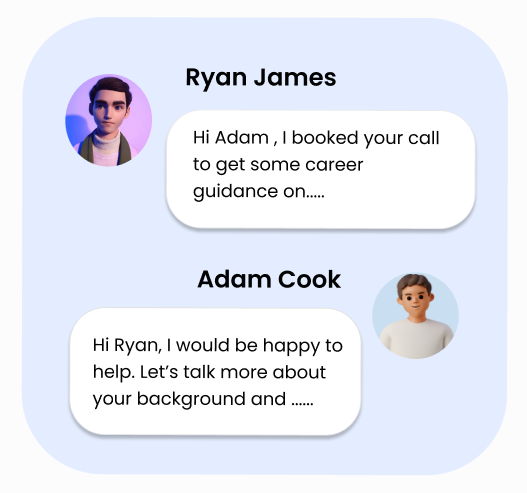 Ryan James
Hi Adam , I booked your call
to get some career
guidance on.....
Adam Cook
Hi Ryan, I would be happy to
help. Let’s talk more about
your background and ......